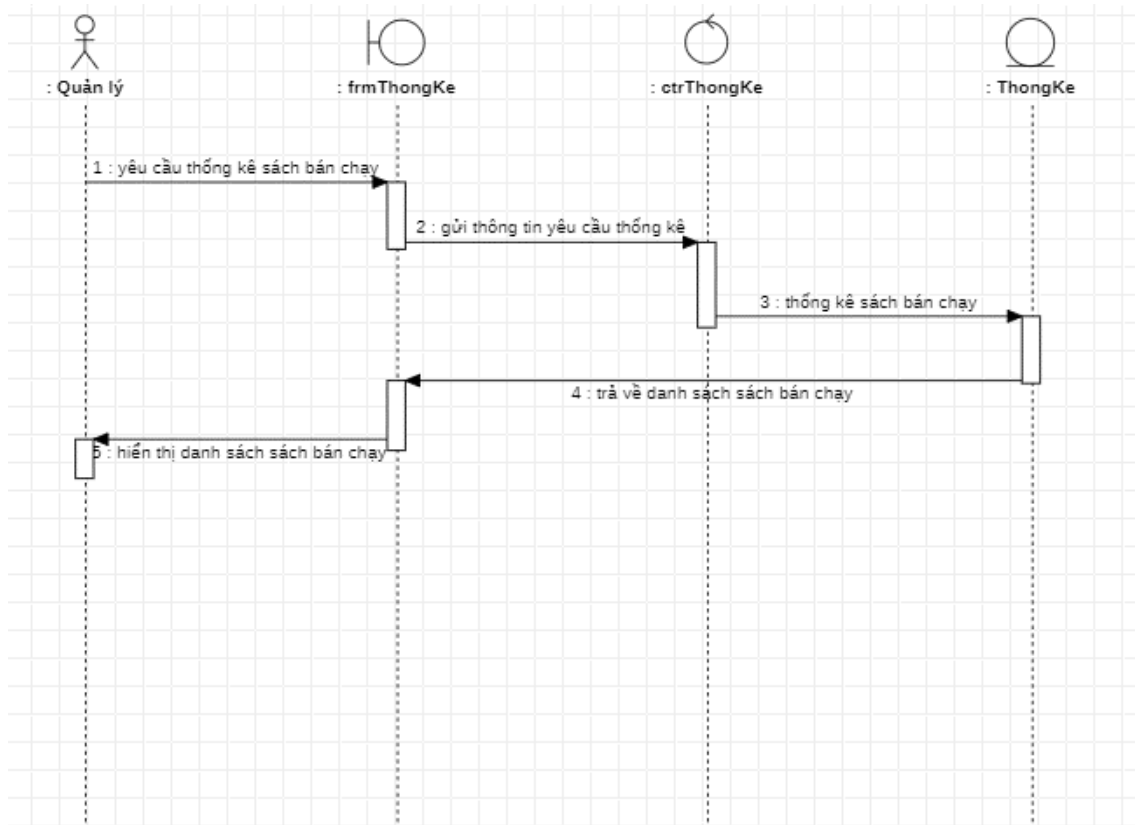 : Quản lý
: frmThongKe
: ctrThongKe
: ThongKe
1 : yêu cầu thống kê sách bán chạy
2 : gửi thông tin yêu cầu thống kê
3 : thống kê sách bán chạy
4 : trả về danh sách sách bán chạy
5 : hiển thị danh sách sách bán chạy